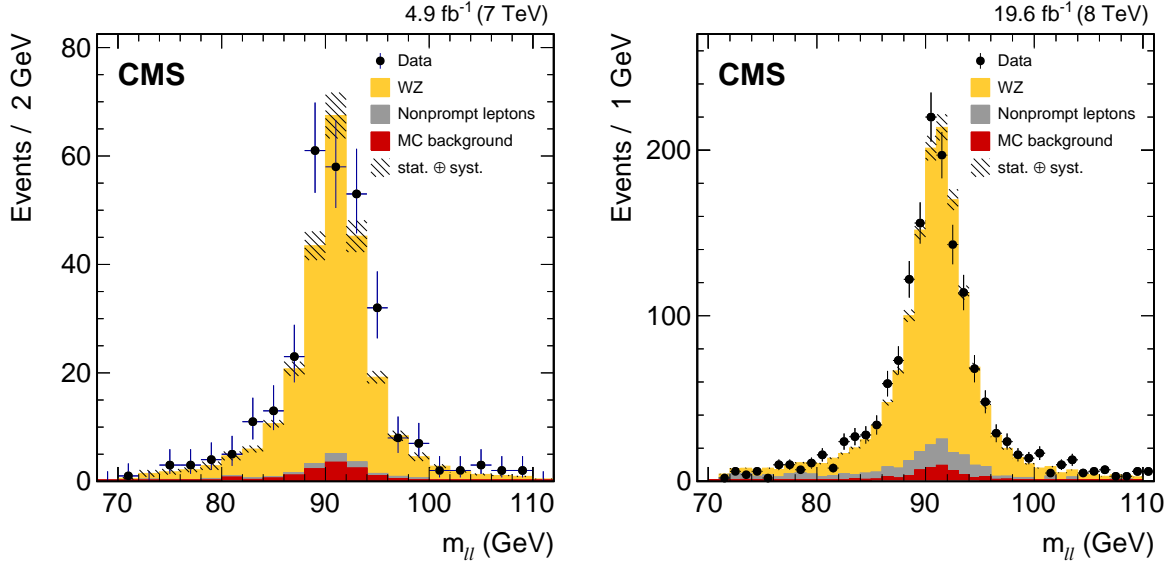 4.9 fb⁻¹ (7 TeV)
CMS
Events / 2 GeV
80
60
40
20
0
Data
WZ
Nonprompt leptons
MC background
stat. ⊕ syst.
70 80 90 100 110
m_ll (GeV)
19.6 fb⁻¹ (8 TeV)
CMS
Events / 1 GeV
200
100
0
Data
WZ
Nonprompt leptons
MC background
stat. ⊕ syst.
70 80 90 100 110
m_ll (GeV)